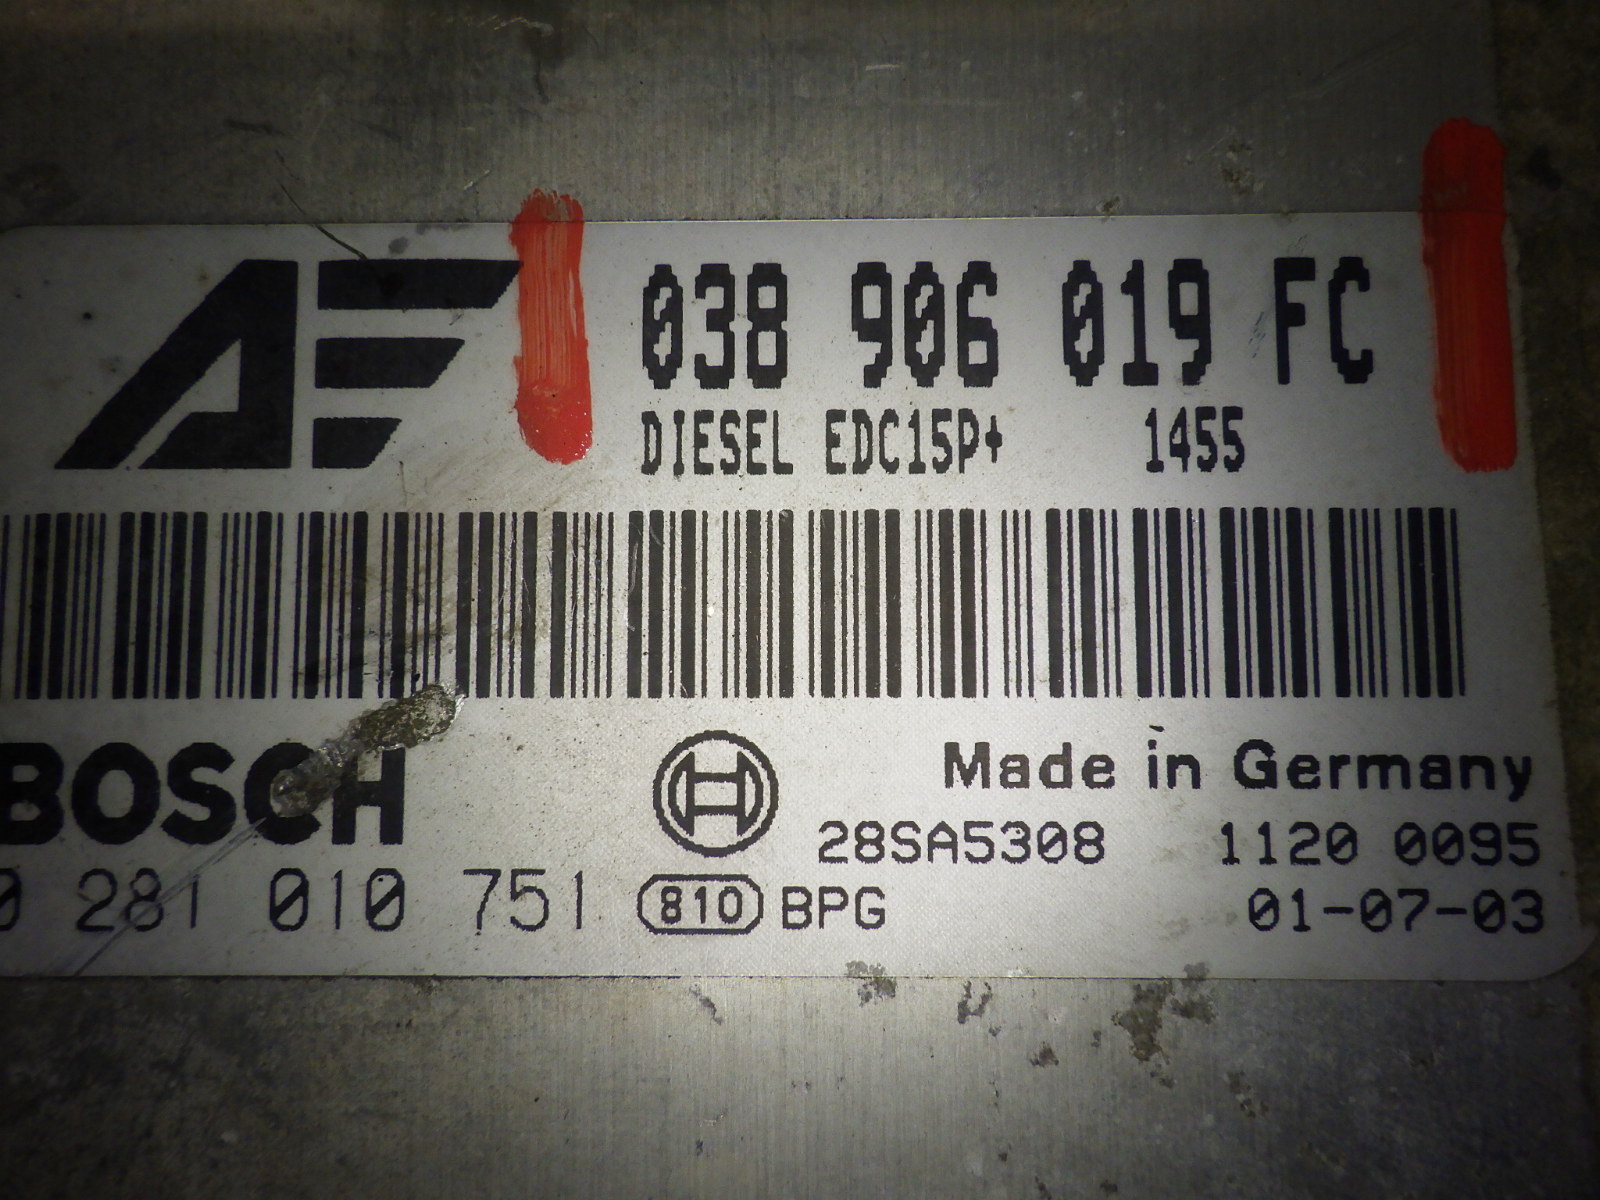 AF
038 906 019 FC
DIESEL EDC15P+ 1455
BOSCH
Made in Germany
28SA5308 1120 0095
0 281 010 751 810 BPG 01-07-03